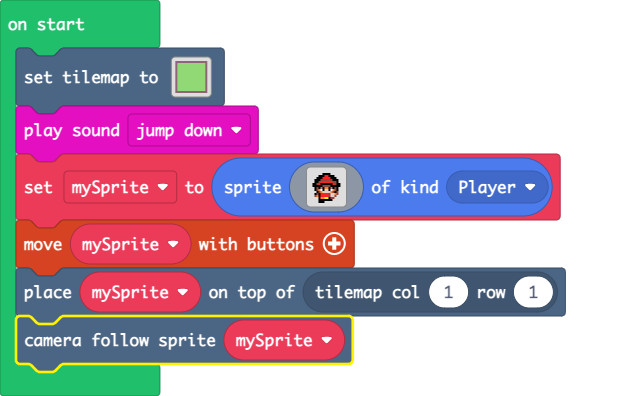 on start
set tilemap to
play sound jump down
set mySprite to sprite of kind Player
move mySprite with buttons
place mySprite on top of tilemap col 1 row 1
camera follow sprite mySprite